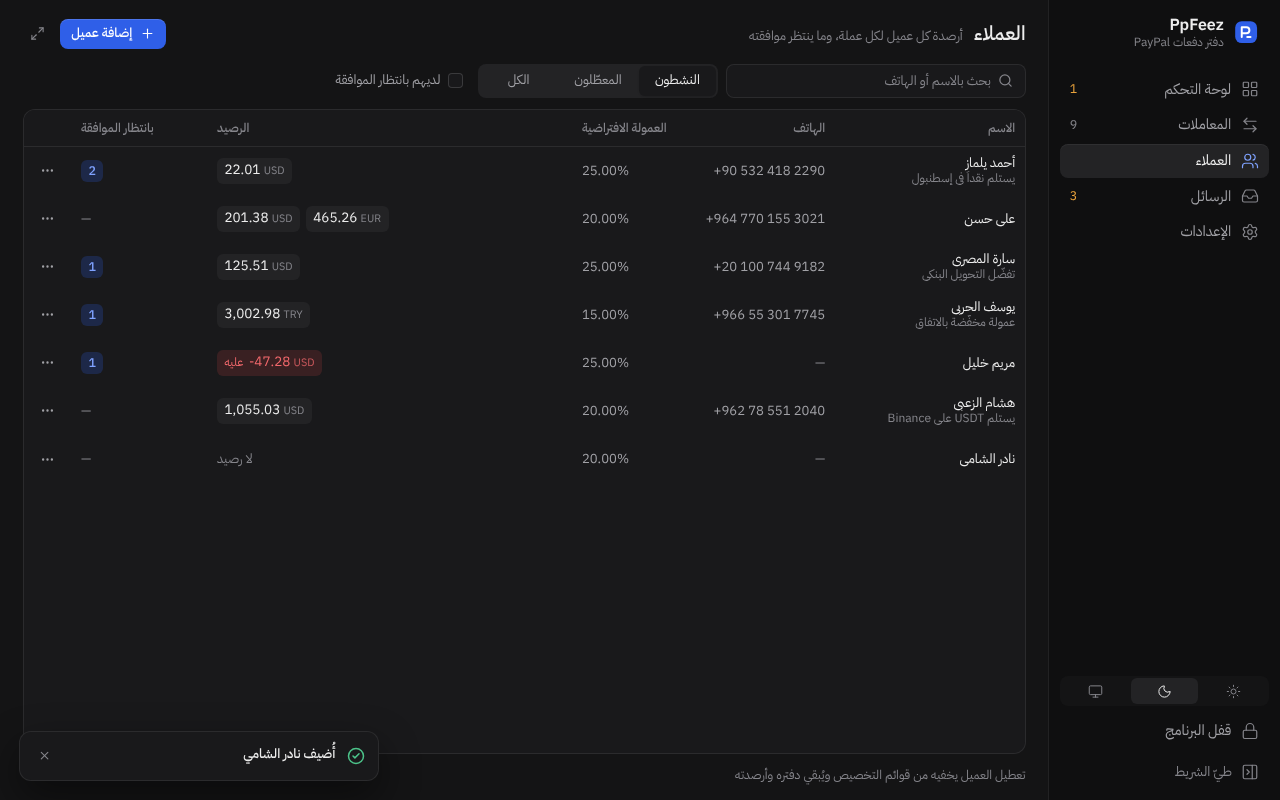 PpFeez
دفتر دفعات PayPal
لوحة التحكم 1
المعاملات 9
العملاء
الرسائل 3
الإعدادات
قفل البرنامج
طيّ الشريط
العملاء أرصدة كل عميل لكل عملة، وما ينتظر موافقته
إضافة عميل
بحث بالاسم أو الهاتف
النشطون المعطّلون الكل
لديهم بانتظار الموافقة
الاسم الهاتف العمولة الافتراضية الرصيد بانتظار الموافقة
أحمد يلماز +90 532 418 2290 25.00% 22.01 USD 2
يستلم نقداً في إسطنبول
علي حسن +964 770 155 3021 20.00% 465.26 EUR 201.38 USD —
سارة المصري +20 100 744 9182 25.00% 125.51 USD 1
تفضّل التحويل البنكي
يوسف الحربي +966 55 301 7745 15.00% 3,002.98 TRY 1
عمولة مخفّضة بالاتفاق
مريم خليل — 25.00% -47.28 USD عليه 1
هشام الزعبي +962 78 551 2040 20.00% 1,055.03 USD —
يستلم USDT على Binance
نادر الشامي — 20.00% لا رصيد —
تعطيل العميل يخفيه من قوائم التخصيص ويُبقي دفتره وأرصدته
أُضيف نادر الشامي